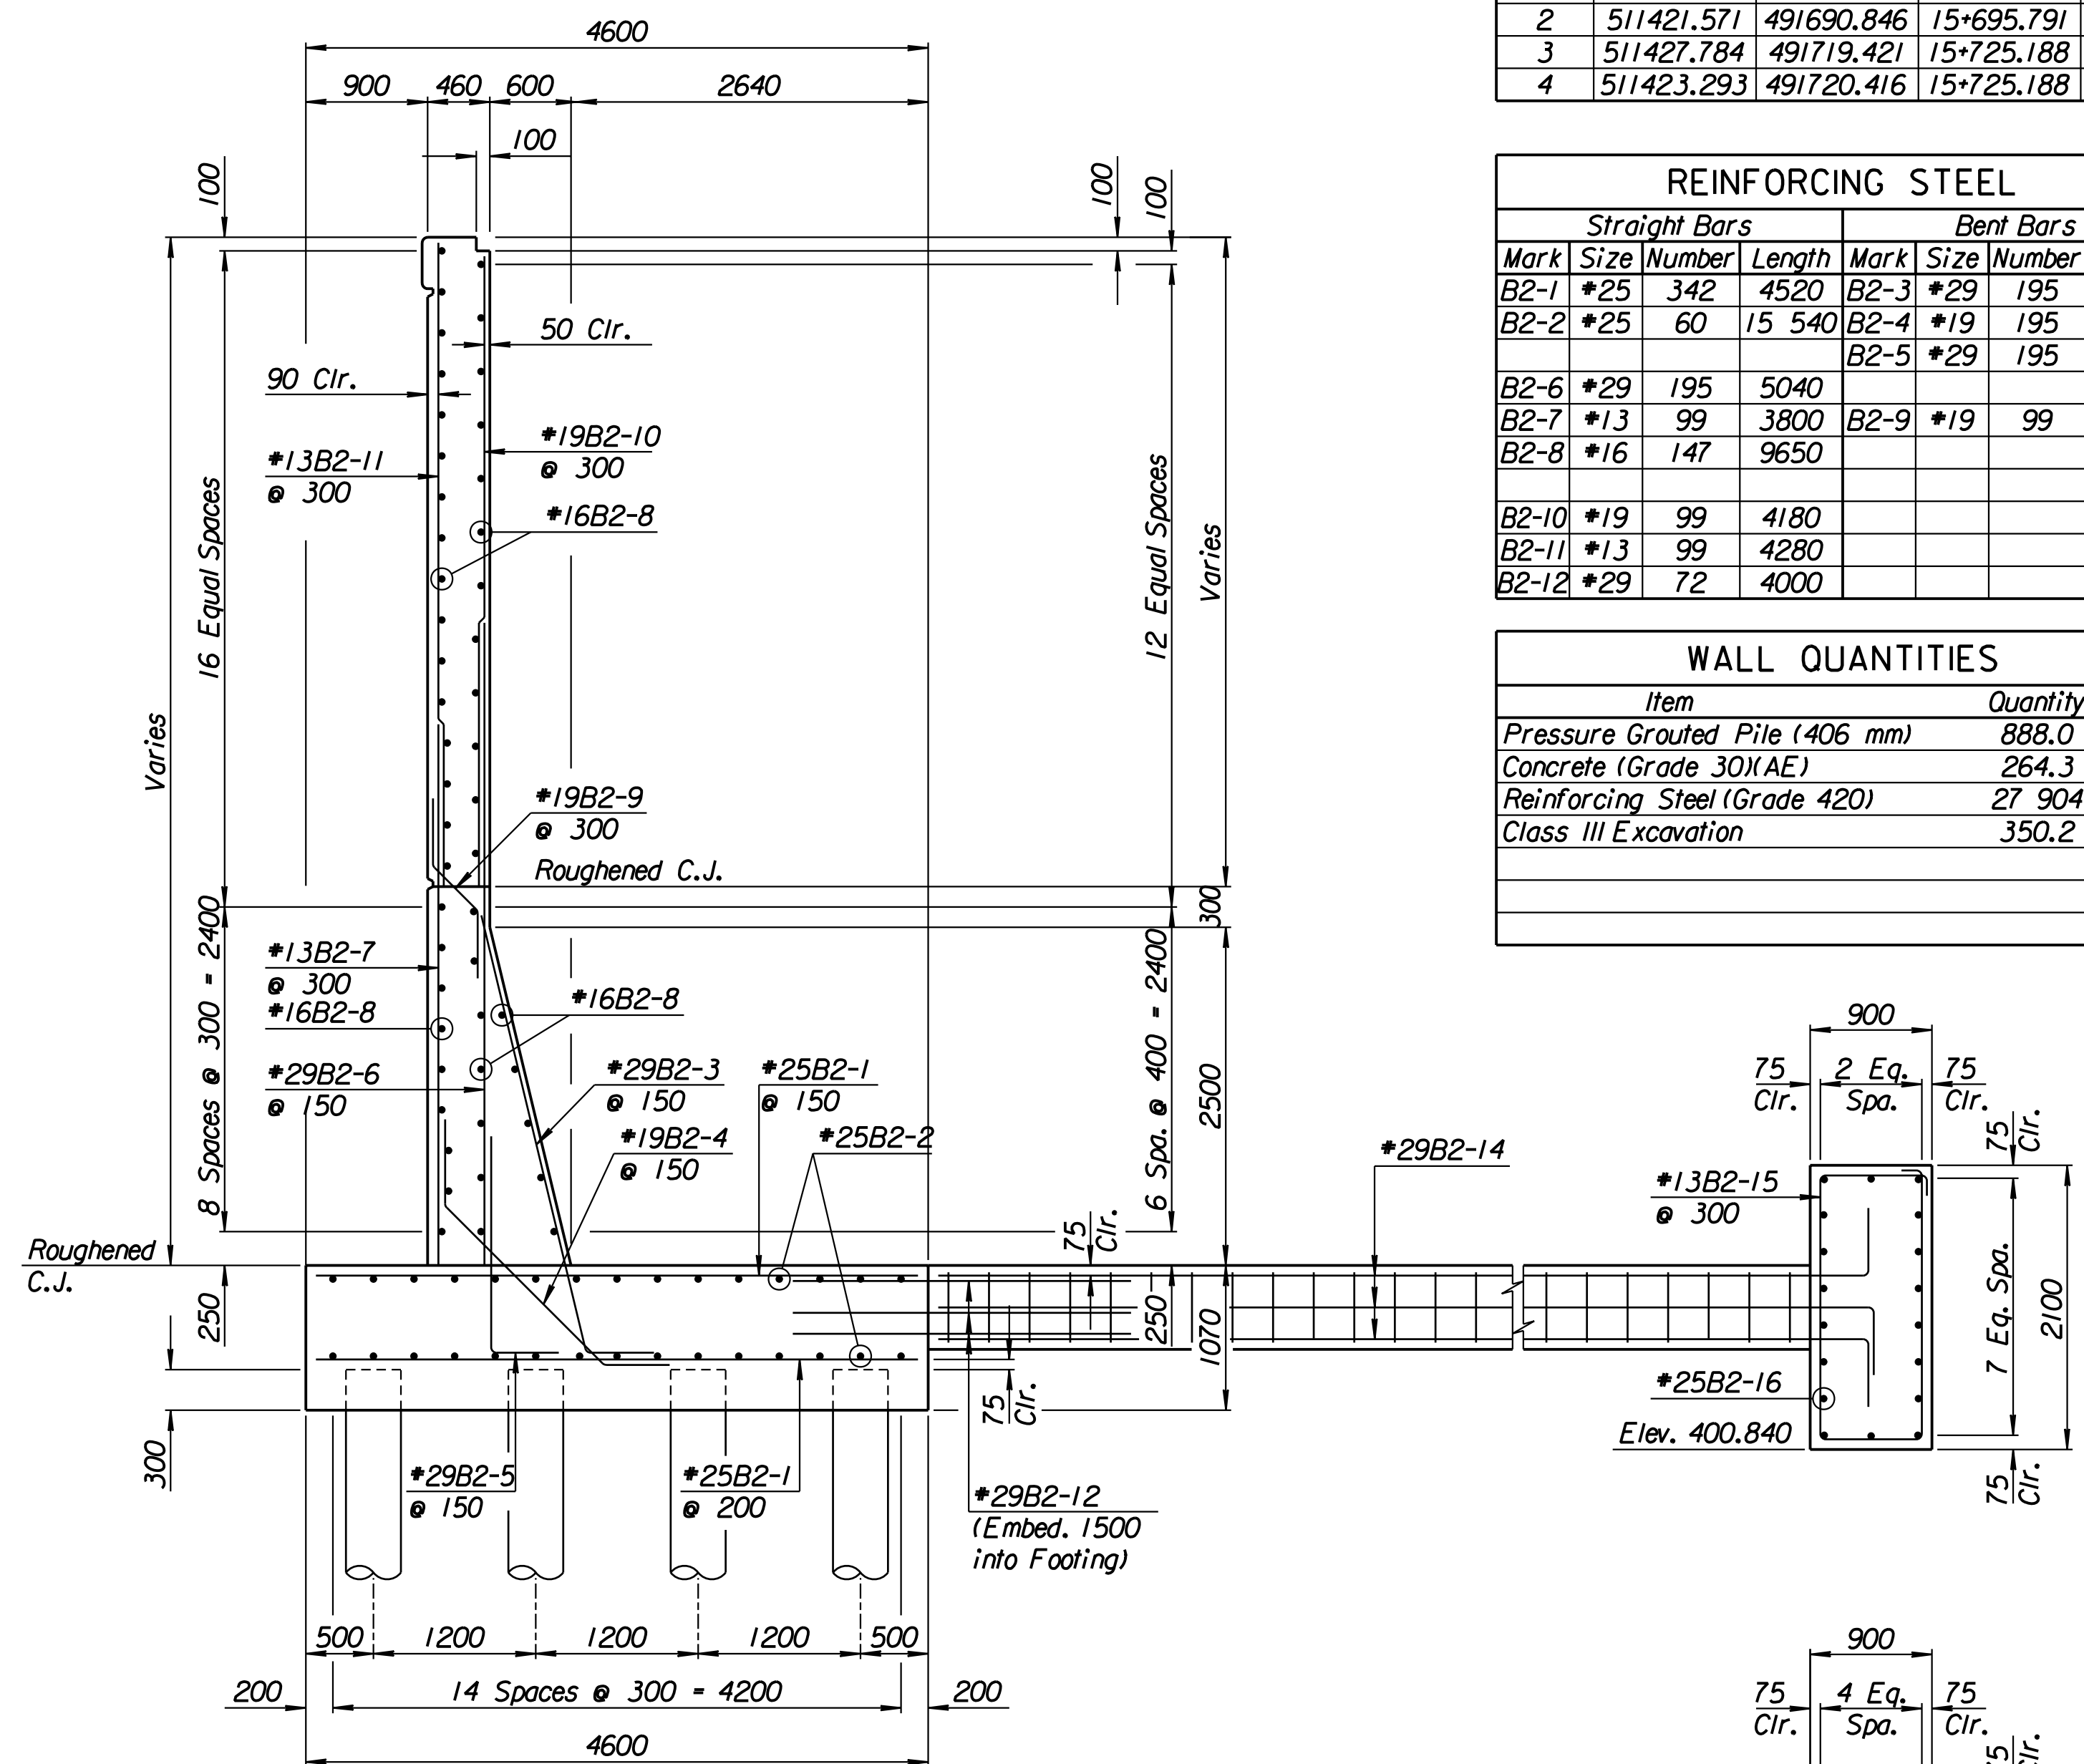 4600
900 460 600 2640
100
100
100
100
50 Clr.
90 Clr.
#19B2-10
@ 300
#13B2-11
@ 300
#16B2-8
16 Equal Spaces
12 Equal Spaces
Varies
Varies
#19B2-9
@ 300
Roughened C.J.
300
8 Spaces @ 300 = 2400
#13B2-7
@ 300
#16B2-8
#16B2-8
#29B2-6
@ 150
#29B2-3
@ 150
#25B2-1
@ 150
#19B2-4
@ 150
#25B2-2
6 Spa. @ 400 = 2400
2500
75
Clr.
Roughened
C.J.
250
250
1070
300
75
Clr.
#29B2-5
@ 150
#25B2-1
@ 200
#29B2-12
(Embed. 1500
into Footing)
500 1200 1200 1200 500
200 14 Spaces @ 300 = 4200 200
4600
#29B2-14
2 511421.571 491690.846 15+695.791
3 511427.784 491719.421 15+725.188
4 511423.293 491720.416 15+725.188
REINFORCING STEEL
Straight Bars Bent Bars
Mark Size Number Length Mark Size Number
B2-1 #25 342 4520 B2-3 #29 195
B2-2 #25 60 15 540 B2-4 #19 195
B2-5 #29 195
B2-6 #29 195 5040
B2-7 #13 99 3800 B2-9 #19 99
B2-8 #16 147 9650
B2-10 #19 99 4180
B2-11 #13 99 4280
B2-12 #29 72 4000
WALL QUANTITIES
Item Quantity
Pressure Grouted Pile (406 mm) 888.0
Concrete (Grade 30)(AE) 264.3
Reinforcing Steel (Grade 420) 27 904
Class III Excavation 350.2
900
75 2 Eq. 75
Clr. Spa. Clr.
75
Clr.
#13B2-15
@ 300
7 Eq. Spa.
2100
#25B2-16
Elev. 400.840
75
Clr.
900
75 4 Eq. 75
Clr. Spa. Clr.
Clr.